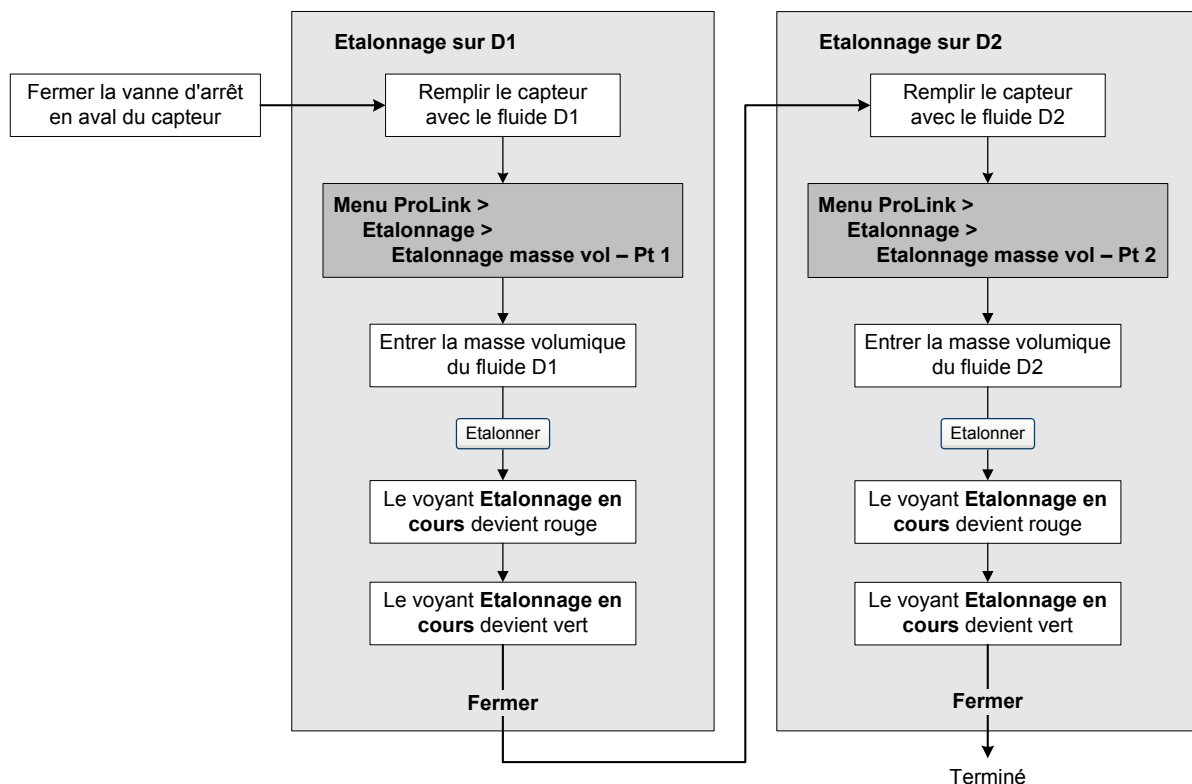 Fermer la vanne d'arrêt
en aval du capteur
Etalonnage sur D1
Remplir le capteur
avec le fluide D1
Menu ProLink >
Etalonnage >
Etalonnage masse vol – Pt 1
Entrer la masse volumique
du fluide D1
Etalonner
Le voyant Etalonnage en
cours devient rouge
Le voyant Etalonnage en
cours devient vert
Fermer
Etalonnage sur D2
Remplir le capteur
avec le fluide D2
Menu ProLink >
Etalonnage >
Etalonnage masse vol – Pt 2
Entrer la masse volumique
du fluide D2
Etalonner
Le voyant Etalonnage en
cours devient rouge
Le voyant Etalonnage en
cours devient vert
Fermer
Terminé